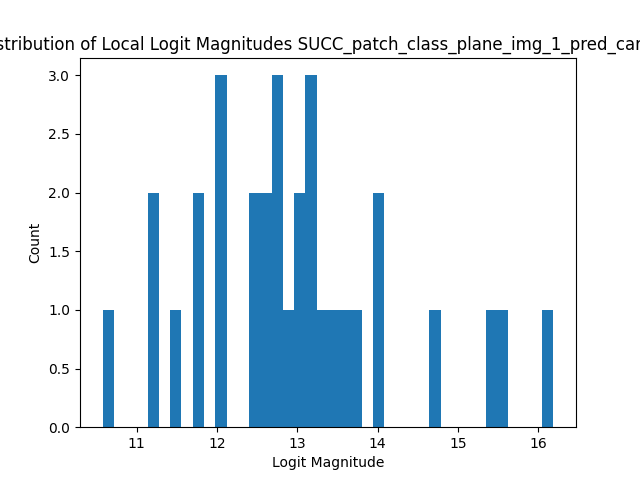 stribution of Local Logit Magnitudes SUCC_patch_class_plane_img_1_pred_car
3.0
2.5
2.0
1.5
1.0
0.5
0.0
Count
11 12 13 14 15 16
Logit Magnitude